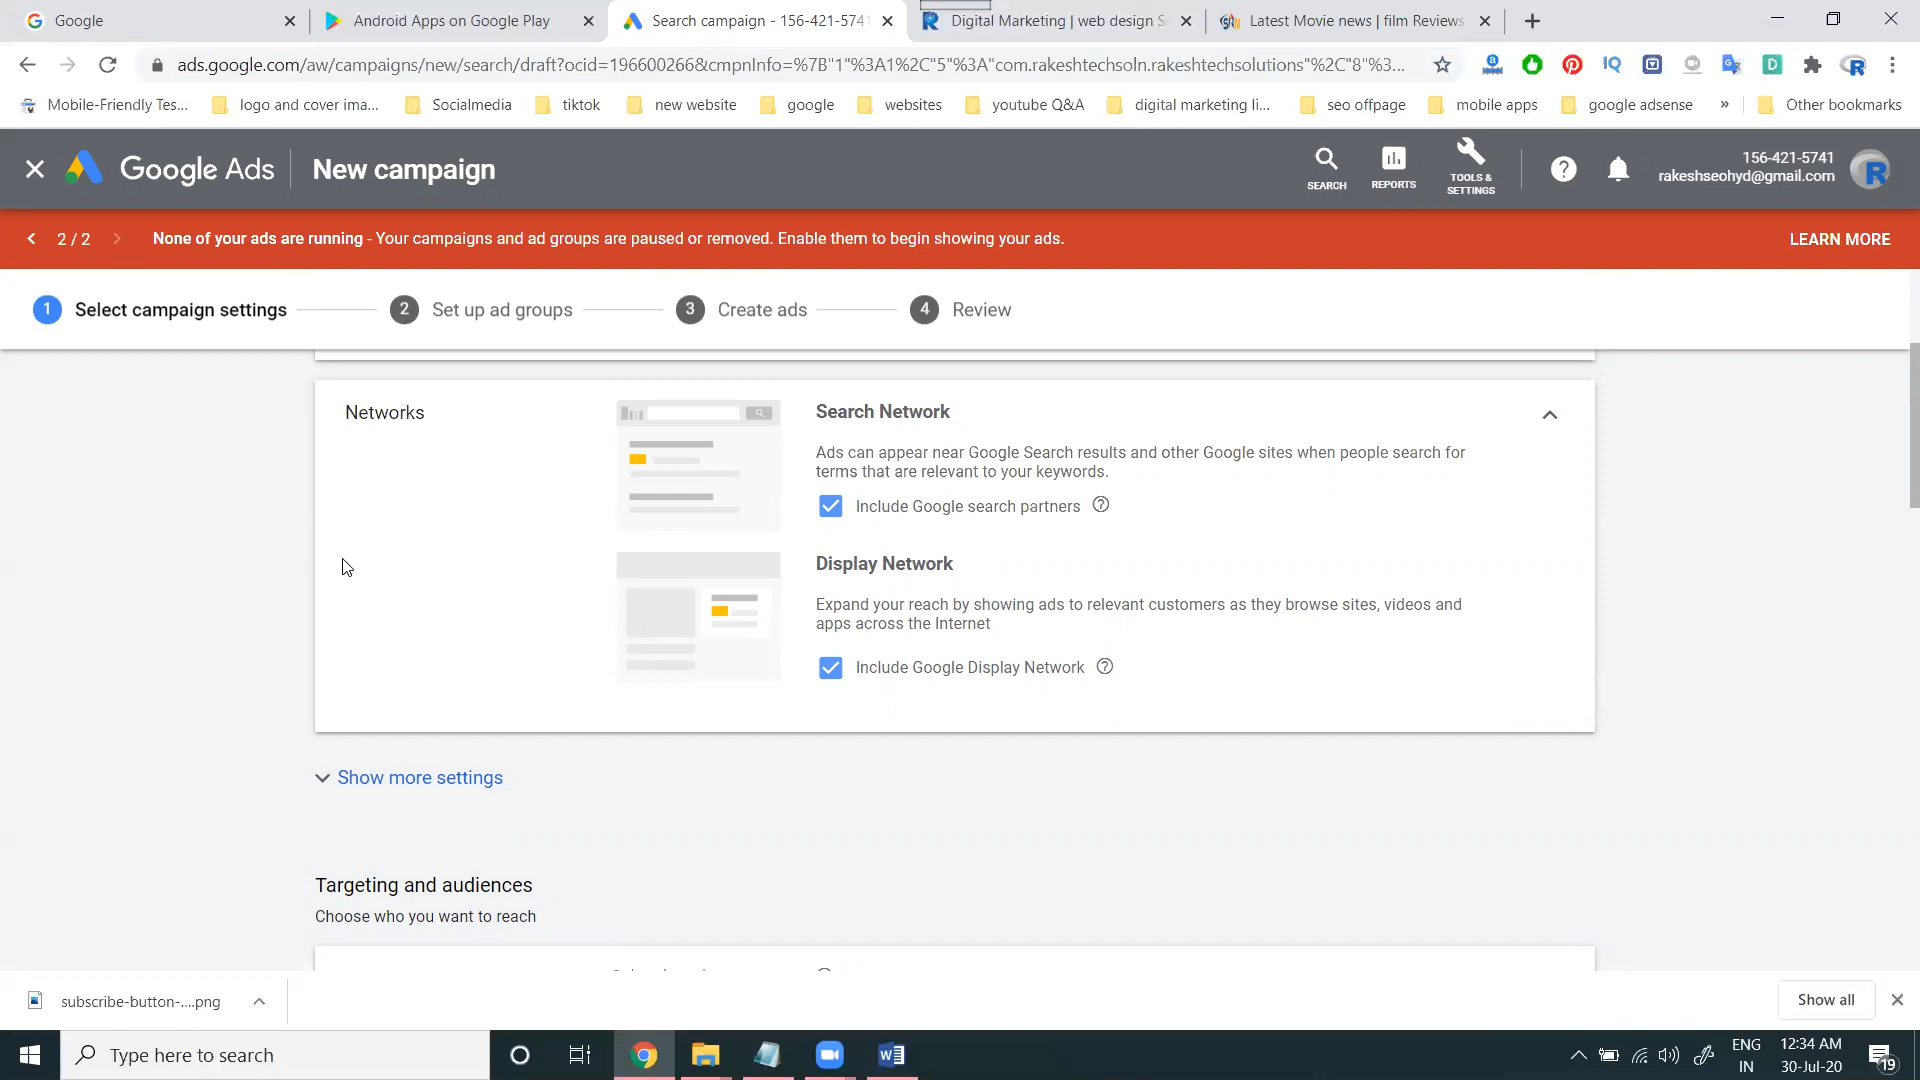 Google
Android Apps on Google Play
Search campaign - 156-421-5741
Digital Marketing | web design S
Latest Movie news | film Reviews
ads.google.com/aw/campaigns/new/search/draft?ocid=196600266&cmpnInfo=%7B"1"%3A1%2C"5"%3A"com.rakeshtechsoln.rakeshtechsolutions"%2C"8"%3...
Mobile-Friendly Tes...
logo and cover ima...
Socialmedia
tiktok
new website
google
websites
youtube Q&A
digital marketing li...
seo offpage
mobile apps
google adsense
»
Other bookmarks
Google Ads
New campaign
SEARCH
REPORTS
TOOLS &
SETTINGS
156-421-5741
rakeshseohyd@gmail.com
2 / 2
None of your ads are running - Your campaigns and ad groups are paused or removed. Enable them to begin showing your ads.
LEARN MORE
1 Select campaign settings
2 Set up ad groups
3 Create ads
4 Review
Networks
Search Network
Ads can appear near Google Search results and other Google sites when people search for
terms that are relevant to your keywords.
Include Google search partners
Display Network
Expand your reach by showing ads to relevant customers as they browse sites, videos and
apps across the Internet
Include Google Display Network
Show more settings
Targeting and audiences
Choose who you want to reach
subscribe-button-....png
Show all
Type here to search
ENG
IN
12:34 AM
30-Jul-20
19